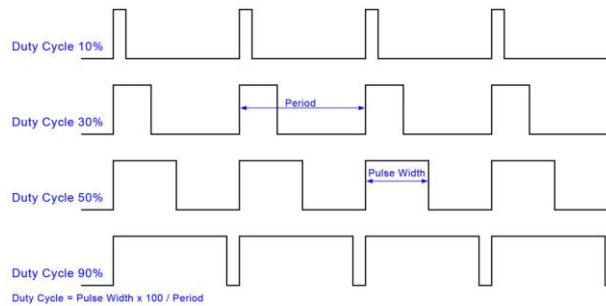 Duty Cycle 10%
Period
Duty Cycle 30%
Pulse Width
Duty Cycle 50%
Duty Cycle 90%
Duty Cycle = Pulse Width x 100 / Period